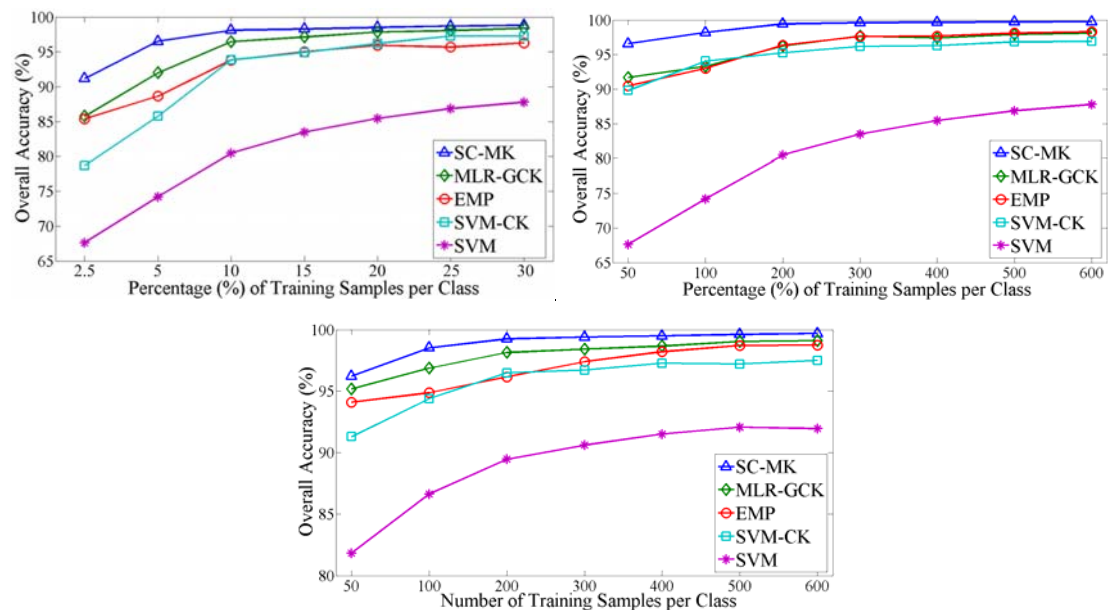 Overall Accuracy (%)
100
95
90
85
80
75
70
65
2.5 5 10 15 20 25 30
Percentage (%) of Training Samples per Class
SC-MK
MLR-GCK
EMP
SVM-CK
SVM
Overall Accuracy (%)
100
95
90
85
80
75
70
65
50 100 200 300 400 500 600
Percentage (%) of Training Samples per Class
SC-MK
MLR-GCK
EMP
SVM-CK
SVM
.
Overall Accuracy (%)
100
95
90
85
80
50 100 200 300 400 500 600
Number of Training Samples per Class
SC-MK
MLR-GCK
EMP
SVM-CK
SVM